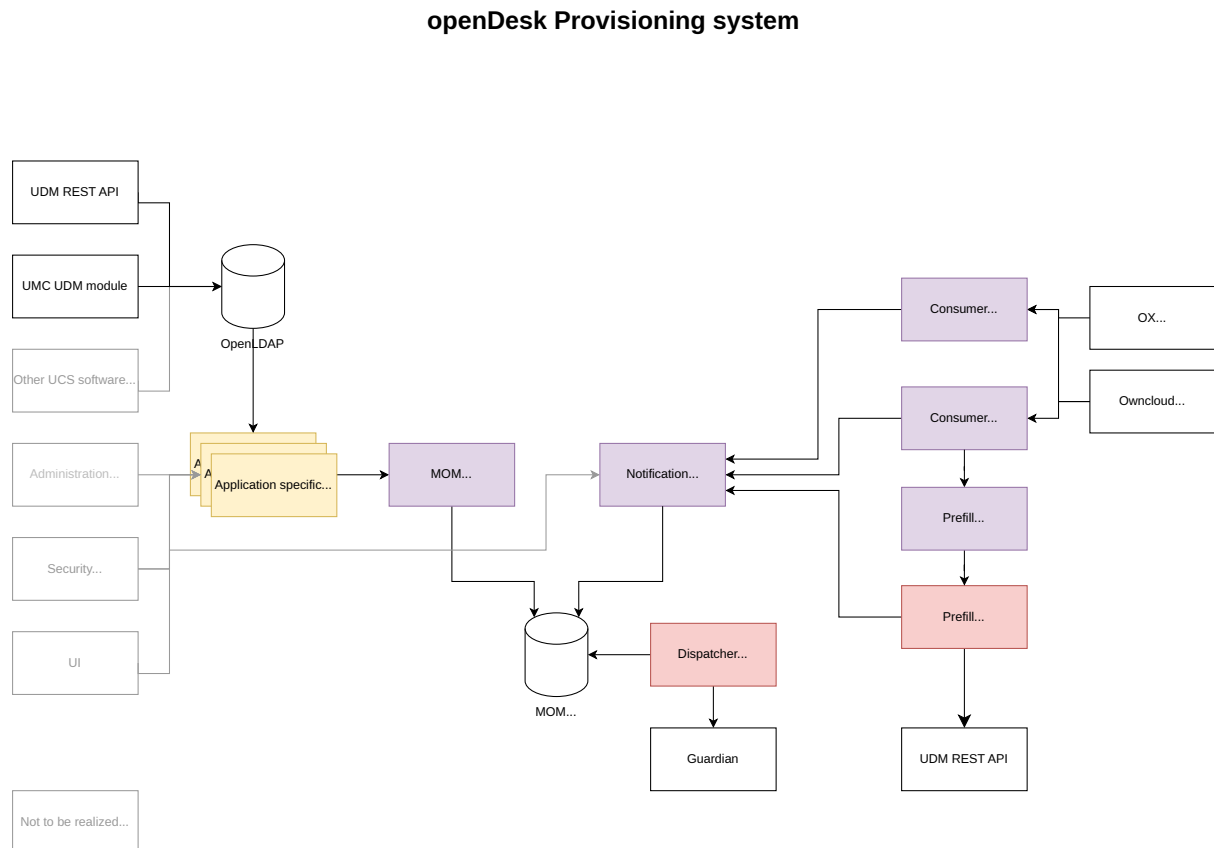 openDesk Provisioning system
UDM REST API
UMC UDM module
OpenLDAP
Other UCS software...
Consumer...
OX...
Owncloud...
Consumer...
Administration...
A
A
Application specific...
MOM...
Notification...
Prefill...
Security...
Prefill...
UI
Dispatcher...
MOM...
Guardian
UDM REST API
Not to be realized...